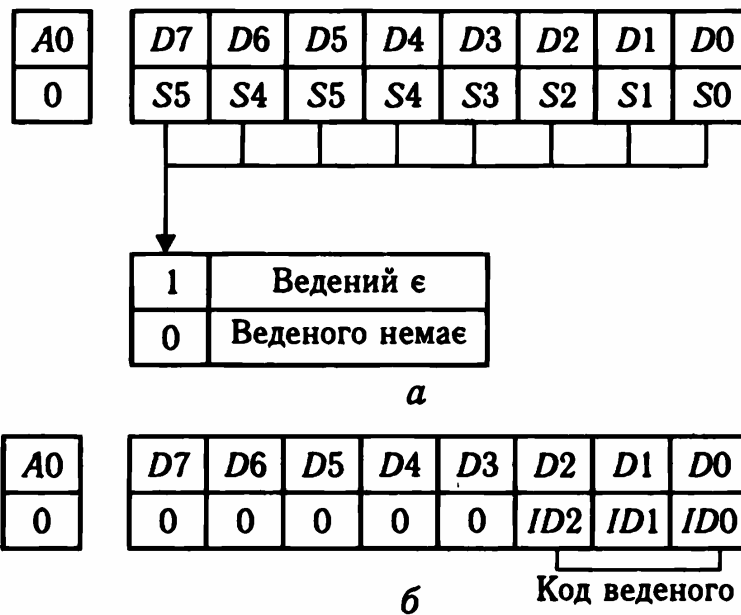 A0 D7 D6 D5 D4 D3 D2 D1 D0
0 S5 S4 S5 S4 S3 S2 S1 S0
1 Ведений є
0 Веденого немає
а
A0 D7 D6 D5 D4 D3 D2 D1 D0
0 0 0 0 0 0 ID2 ID1 ID0
Код веденого
б